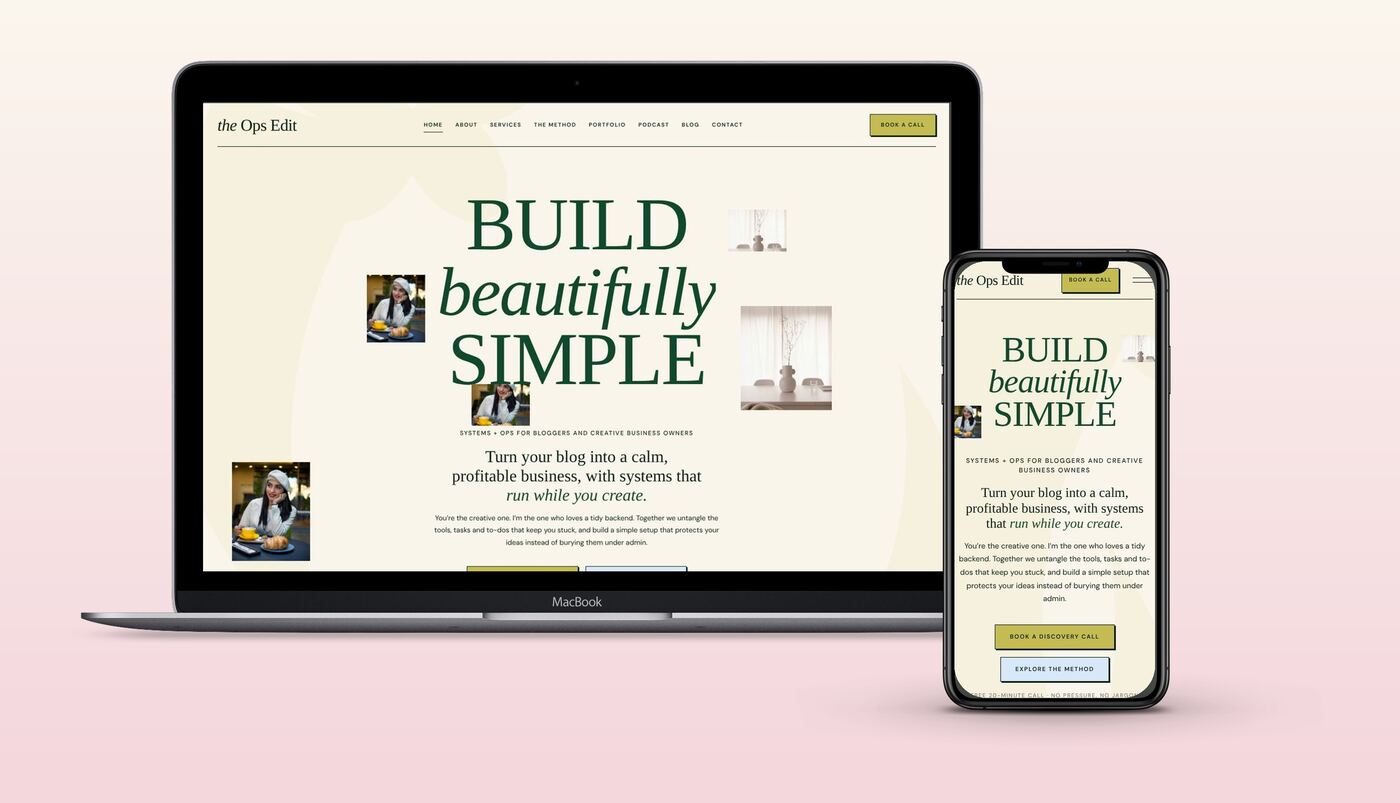 the Ops Edit
HOME ABOUT SERVICES THE METHOD PORTFOLIO PODCAST BLOG CONTACT
BOOK A CALL
BUILD
beautifully
SIMPLE
SYSTEMS + OPS FOR BLOGGERS AND CREATIVE BUSINESS OWNERS
Turn your blog into a calm,
profitable business, with systems that
run while you create.
You're the creative one. I'm the one who loves a tidy backend. Together we untangle the
tools, tasks and to-dos that keep you stuck, and build a simple setup that protects your
ideas instead of burying them under admin.
MacBook
the Ops Edit
BOOK A CALL
BUILD
beautifully
SIMPLE
SYSTEMS + OPS FOR BLOGGERS AND CREATIVE
BUSINESS OWNERS
Turn your blog into a calm,
profitable business, with systems
that run while you create.
You're the creative one. I'm the one who loves a tidy
backend. Together we untangle the tools, tasks and to-
dos that keep you stuck, and build a simple setup that
protects your ideas instead of burying them under
admin.
BOOK A DISCOVERY CALL
EXPLORE THE METHOD
20-MINUTE CALL · NO PRESSURE, NO